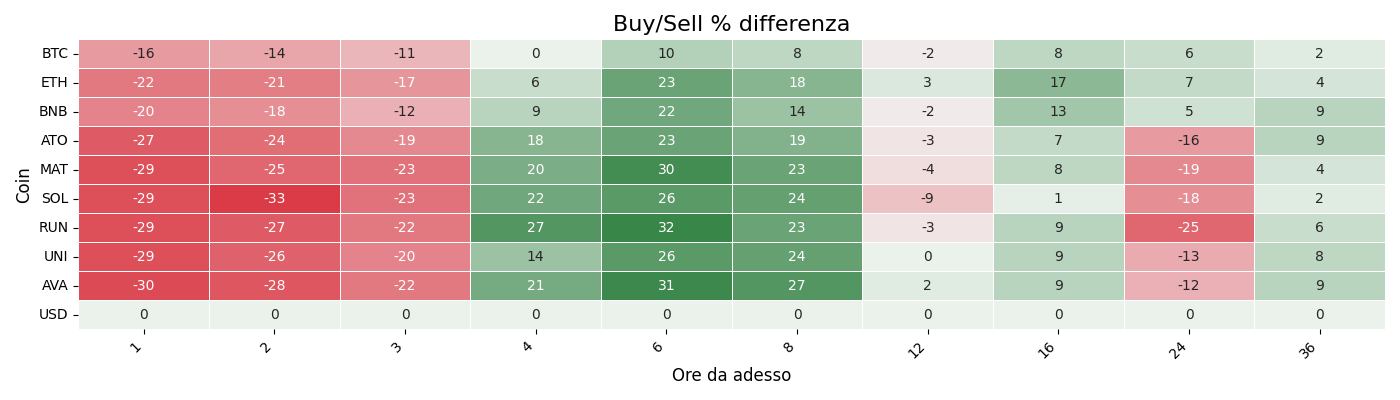 Buy/Sell % differenza
Coin
BTC -16 -14 -11 0 10 8 -2 8 6 2
ETH -22 -21 -17 6 23 18 3 17 7 4
BNB -20 -18 -12 9 22 14 -2 13 5 9
ATO -27 -24 -19 18 23 19 -3 7 -16 9
MAT -29 -25 -23 20 30 23 -4 8 -19 4
SOL -29 -33 -23 22 26 24 -9 1 -18 2
RUN -29 -27 -22 27 32 23 -3 9 -25 6
UNI -29 -26 -20 14 26 24 0 9 -13 8
AVA -30 -28 -22 21 31 27 2 9 -12 9
USD 0 0 0 0 0 0 0 0 0 0
1 2 3 4 6 8 12 16 24 36
Ore da adesso